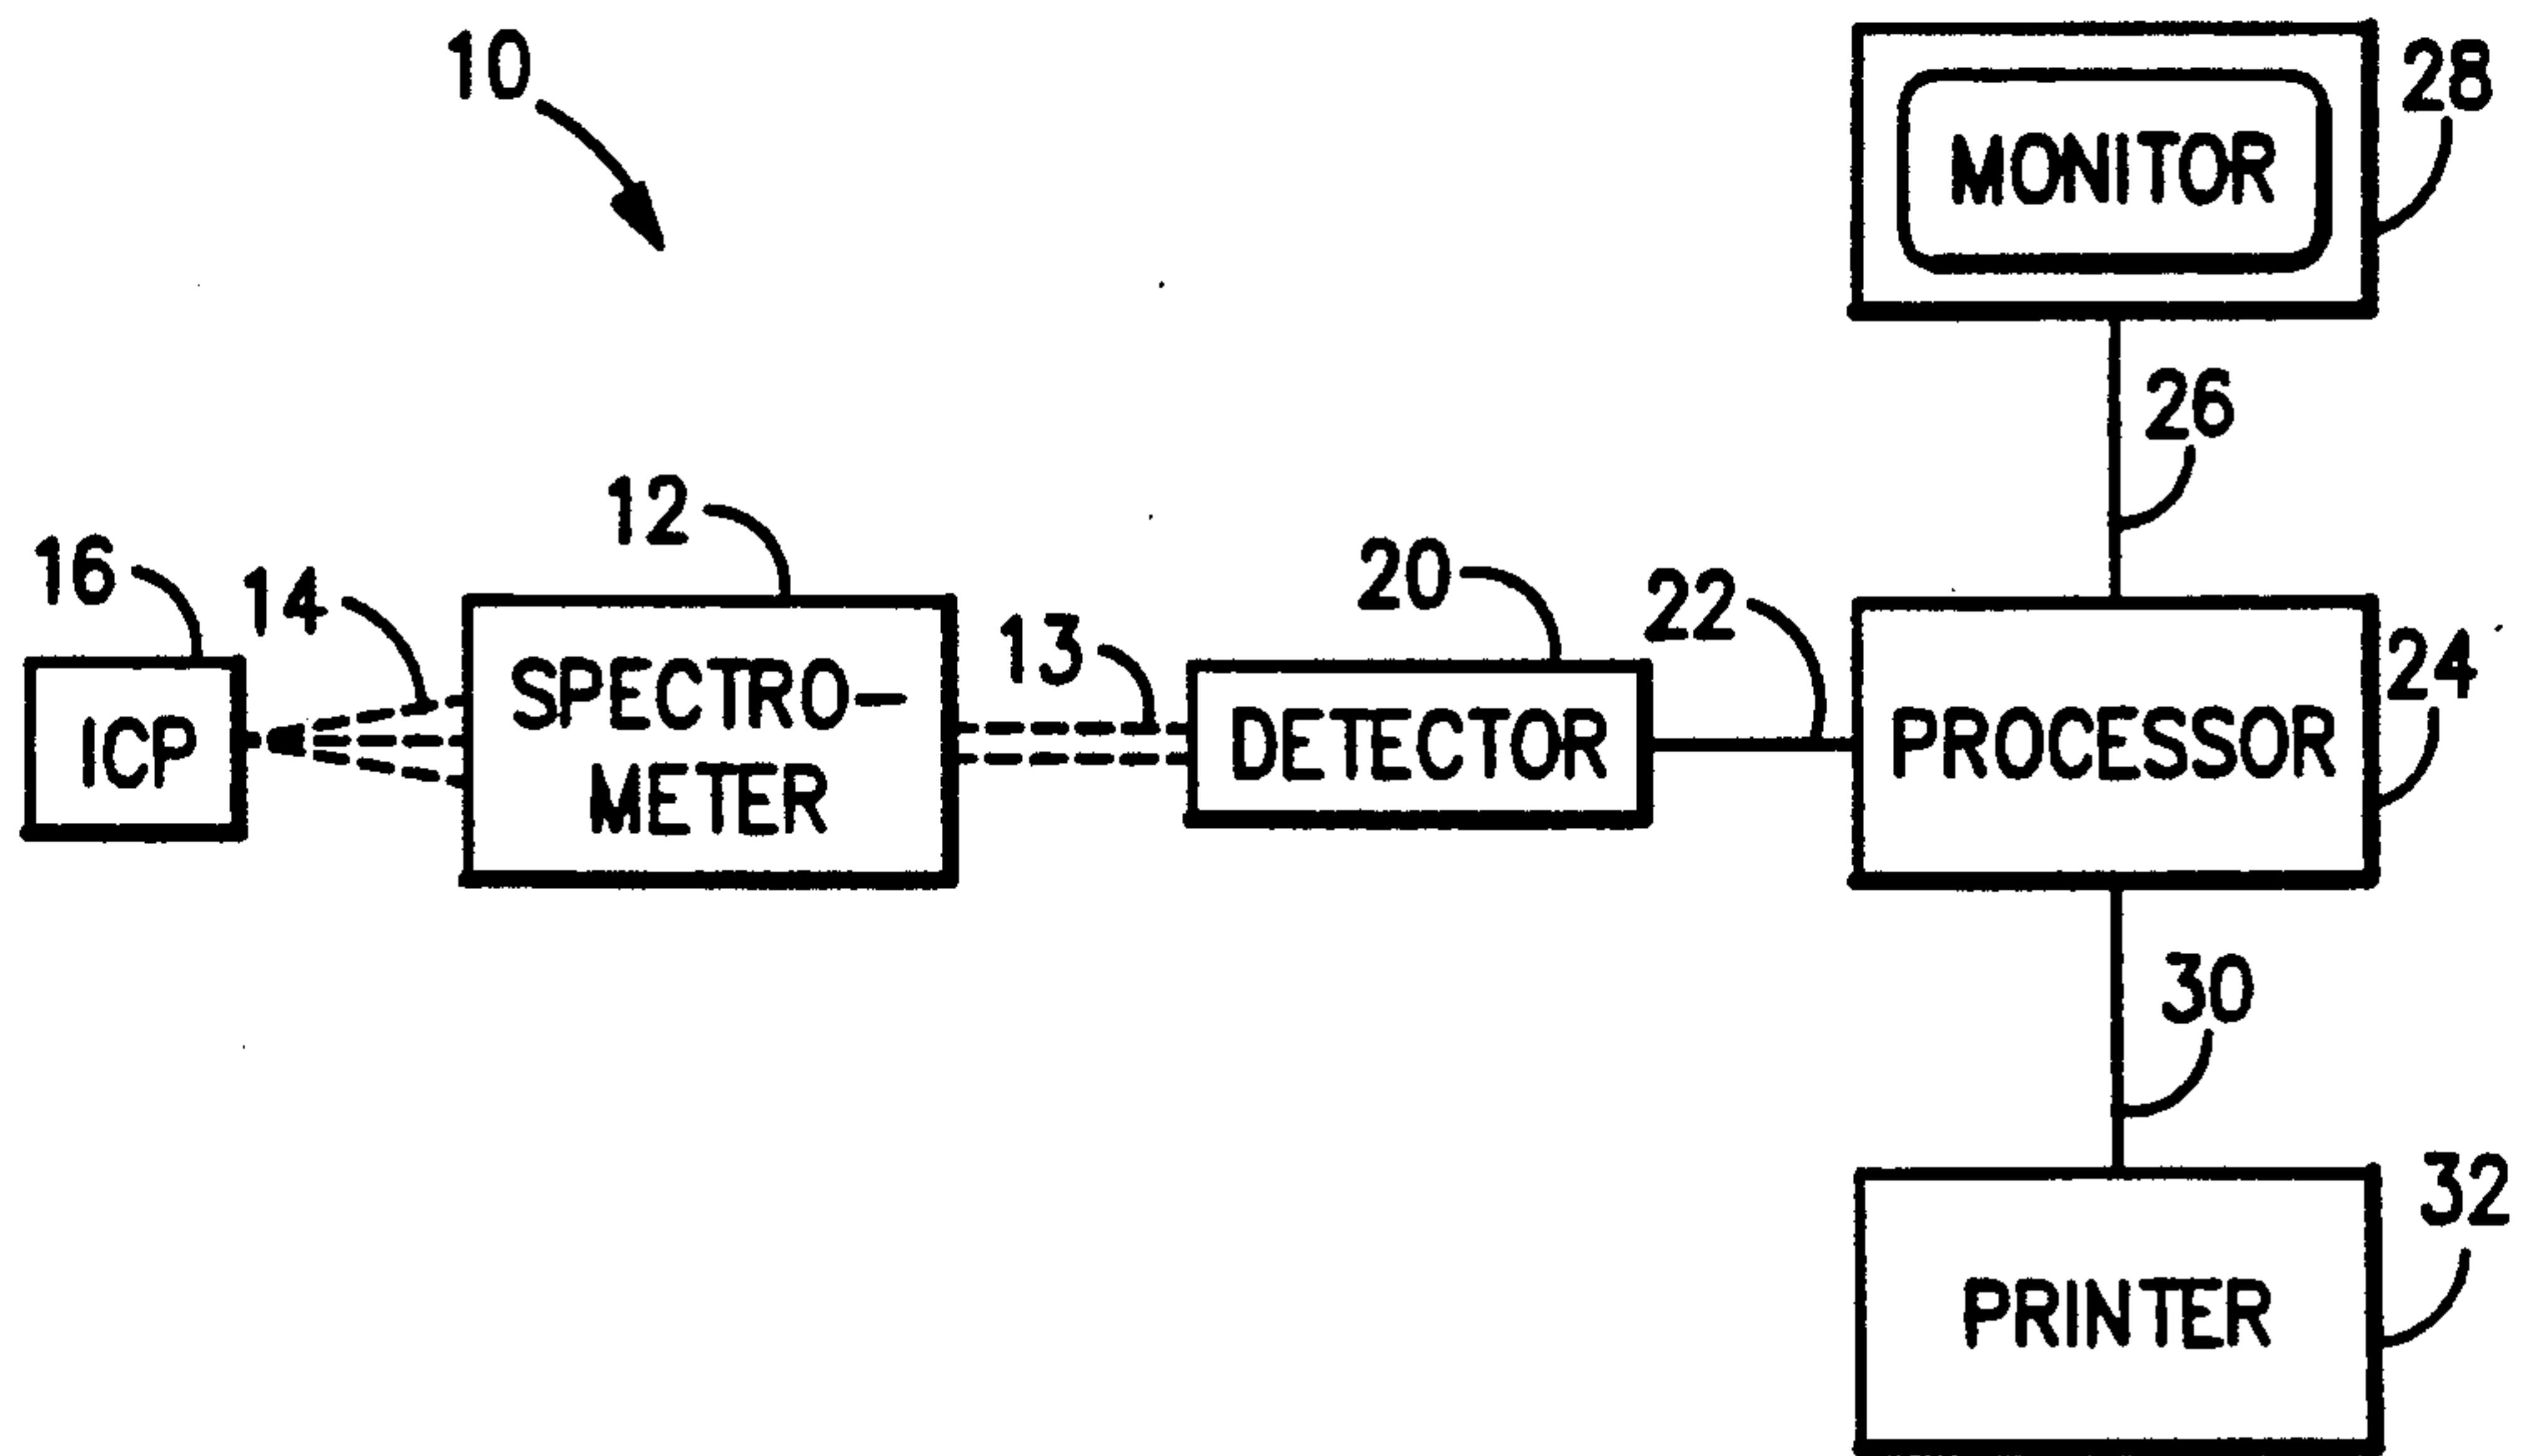 10
28
MONITOR
26
12
20
16
14
22
13
24
SPECTRO-
METER
ICP
DETECTOR
PROCESSOR
30
32
PRINTER